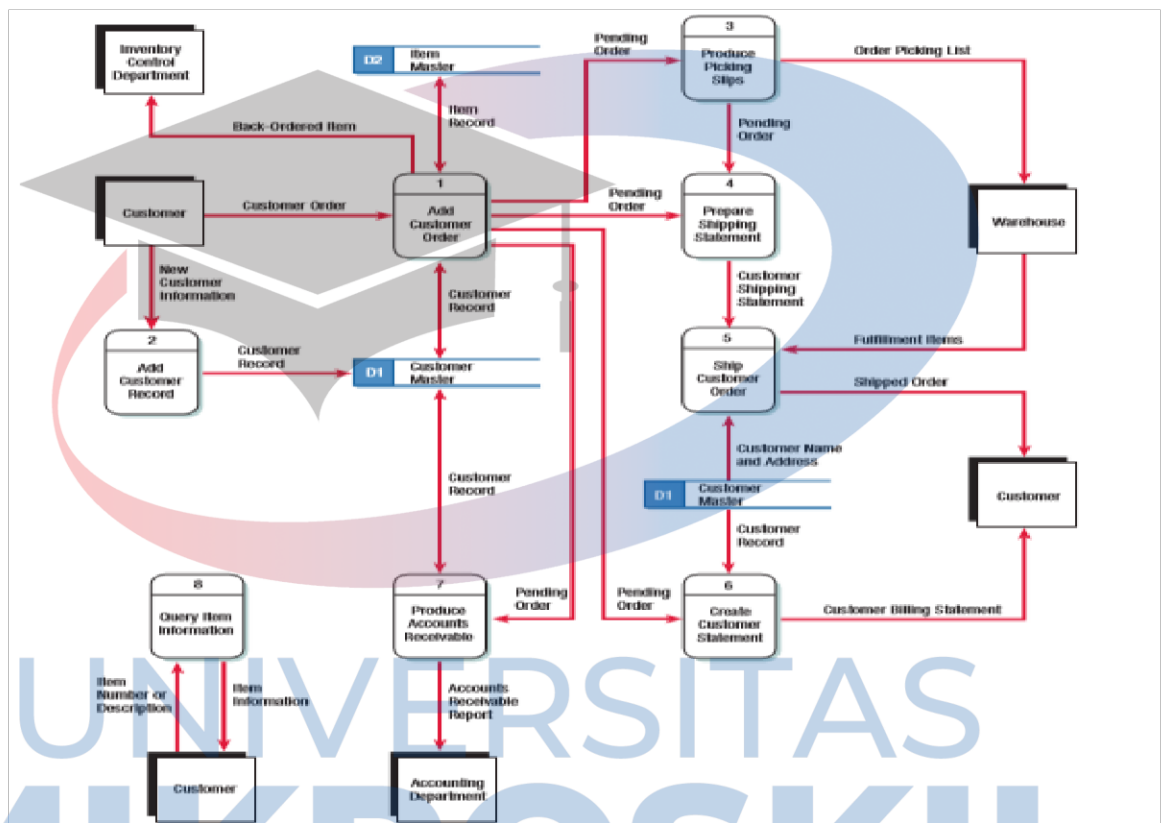 Inventory
Control
Department
D2
Item
Master
Pending
Order
3
Produce
Picking
Slips
Order Picking List
Item
Record
Back-Ordered Item
Pending
Order
Customer
Customer Order
1
Add
Customer
Order
Pending
Order
4
Prepare
Shipping
Statement
Warehouse
New
Customer
Information
Customer
Record
Customer
Shipping
Statement
2
Add
Customer
Record
Customer
Record
D1
Customer
Master
5
Ship
Customer
Order
Fulfillment Items
Shipped Order
Customer
Record
Customer Name
and Address
D1
Customer
Master
Customer
Customer
Record
8
Query Item
Information
7
Produce
Accounts
Receivable
Pending
Order
Pending
Order
6
Create
Customer
Statement
Customer Billing Statement
Item
Number or
Description
Item
Information
Accounts
Receivable
Report
Customer
Accounting
Department
UNIVERSITAS